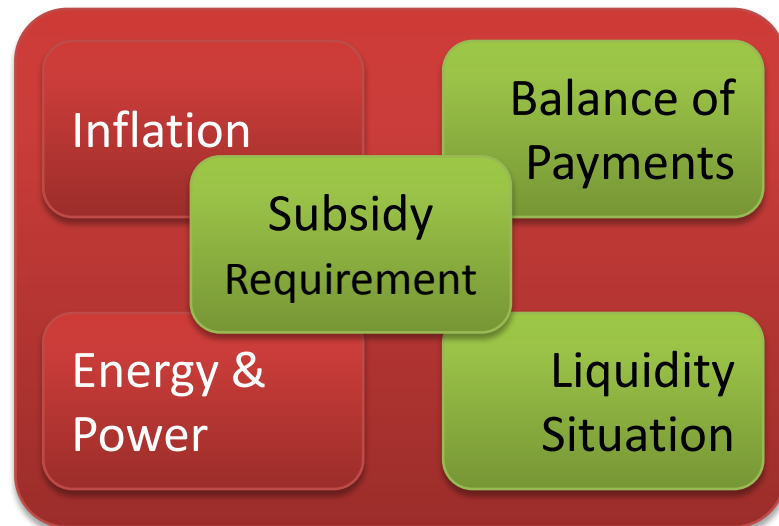 Inflation
Balance of
Payments
Subsidy
Requirement
Energy &
Power
Liquidity
Situation